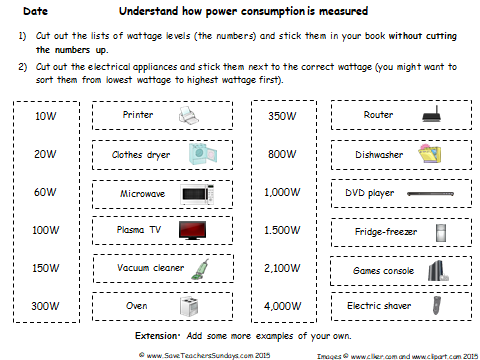 Date Understand how power consumption is measured
1) Cut out the lists of wattage levels (the numbers) and stick them in your book without cutting
the numbers up.
2) Cut out the electrical appliances and stick them next to the correct wattage (you might want to
sort them from lowest wattage to highest wattage first).
10W Printer 350W Router
20W Clothes dryer 800W Dishwasher
60W Microwave 1,000W DVD player
100W Plasma TV 1.500W Fridge-freezer
150W Vacuum cleaner 2,100W Games console
300W Oven 4,000W Electric shaver
Extension· Add some more examples of your own.
© www.SaveTeachersSundays.com 2015 Images © www.clker.com and www.clipart.com 2015